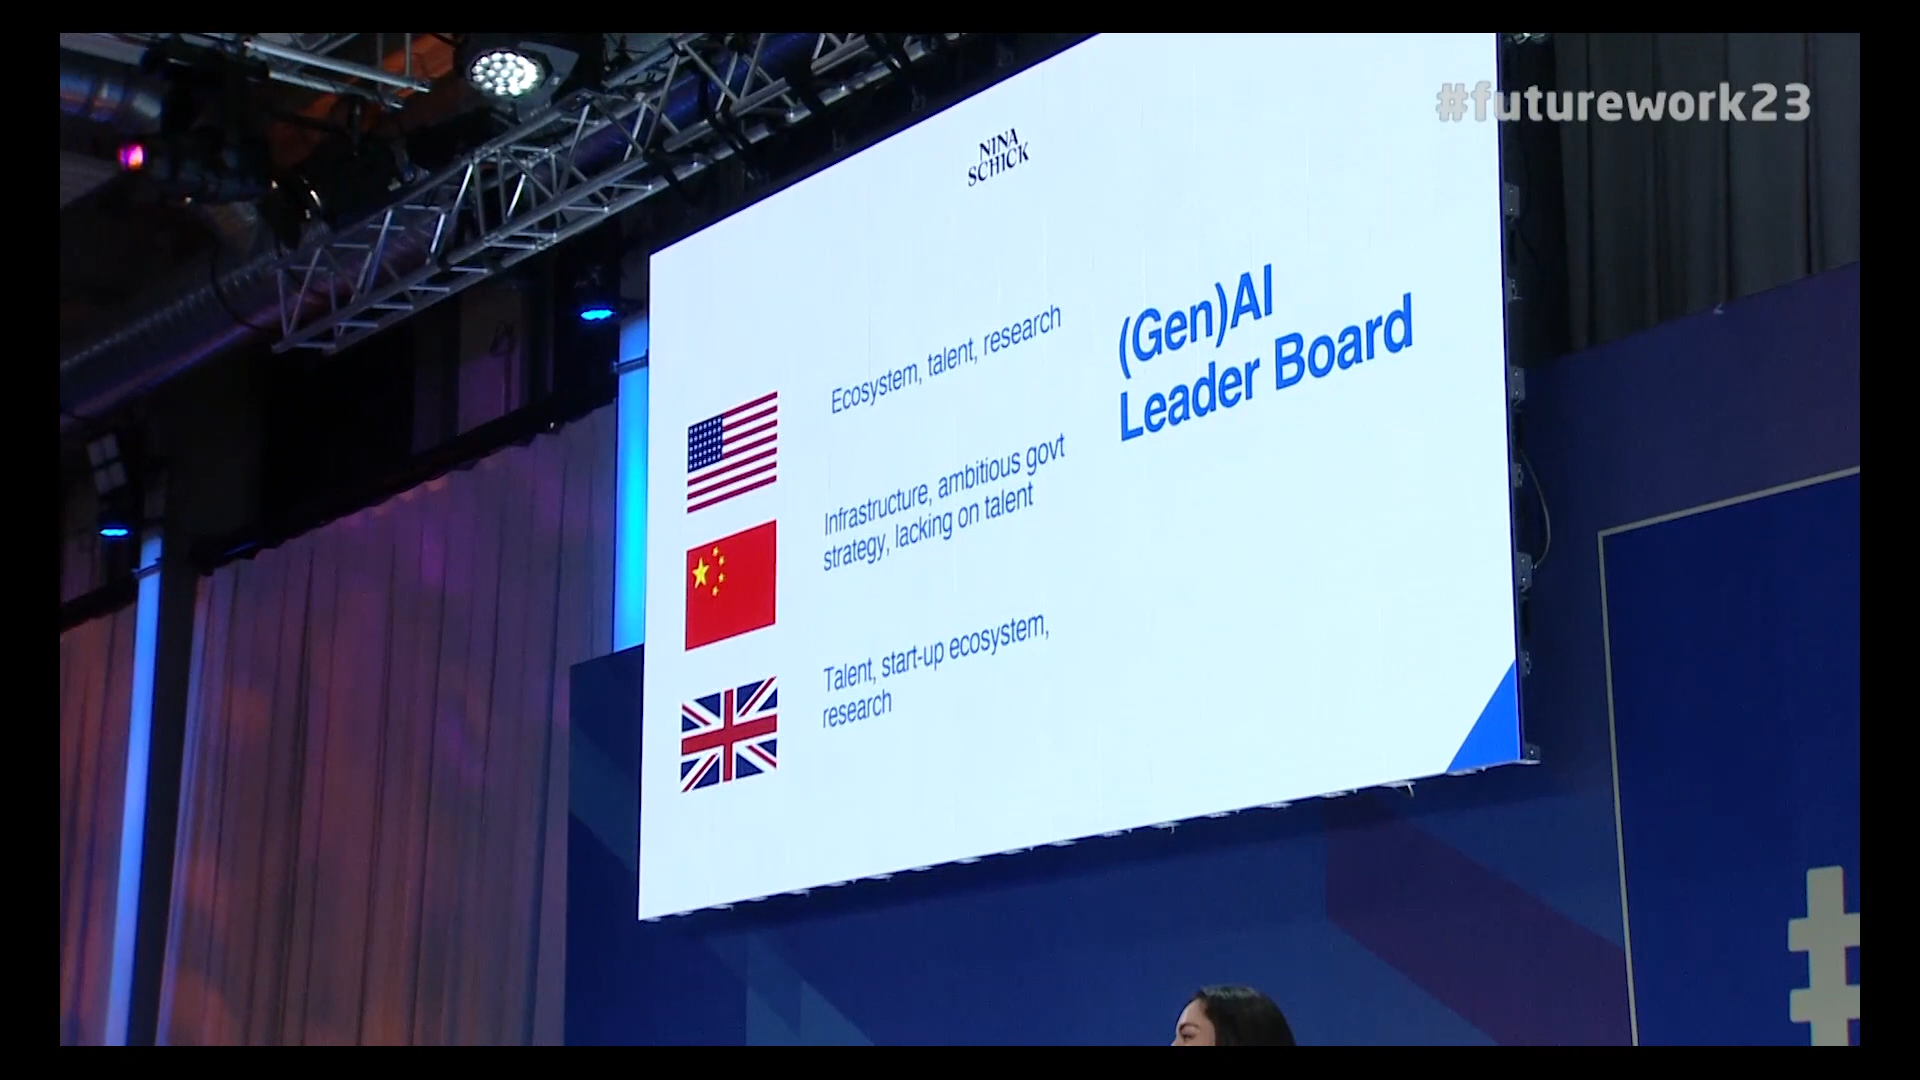 #futurework23
NINA
SCHICK
(Gen)AI
Leader Board
Ecosystem, talent, research
Infrastructure, ambitious govt
strategy, lacking on talent
Talent, start-up ecosystem,
research
#